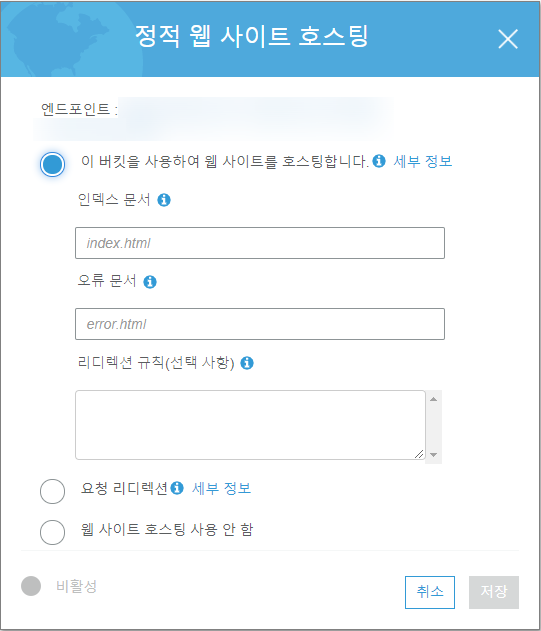 정적 웹 사이트 호스팅
엔드포인트 :
이 버킷을 사용하여 웹 사이트를 호스팅합니다. 세부 정보
인덱스 문서
index.html
오류 문서
error.html
리디렉션 규칙(선택 사항)
요청 리디렉션 세부 정보
웹 사이트 호스팅 사용 안 함
비활성
취소 저장